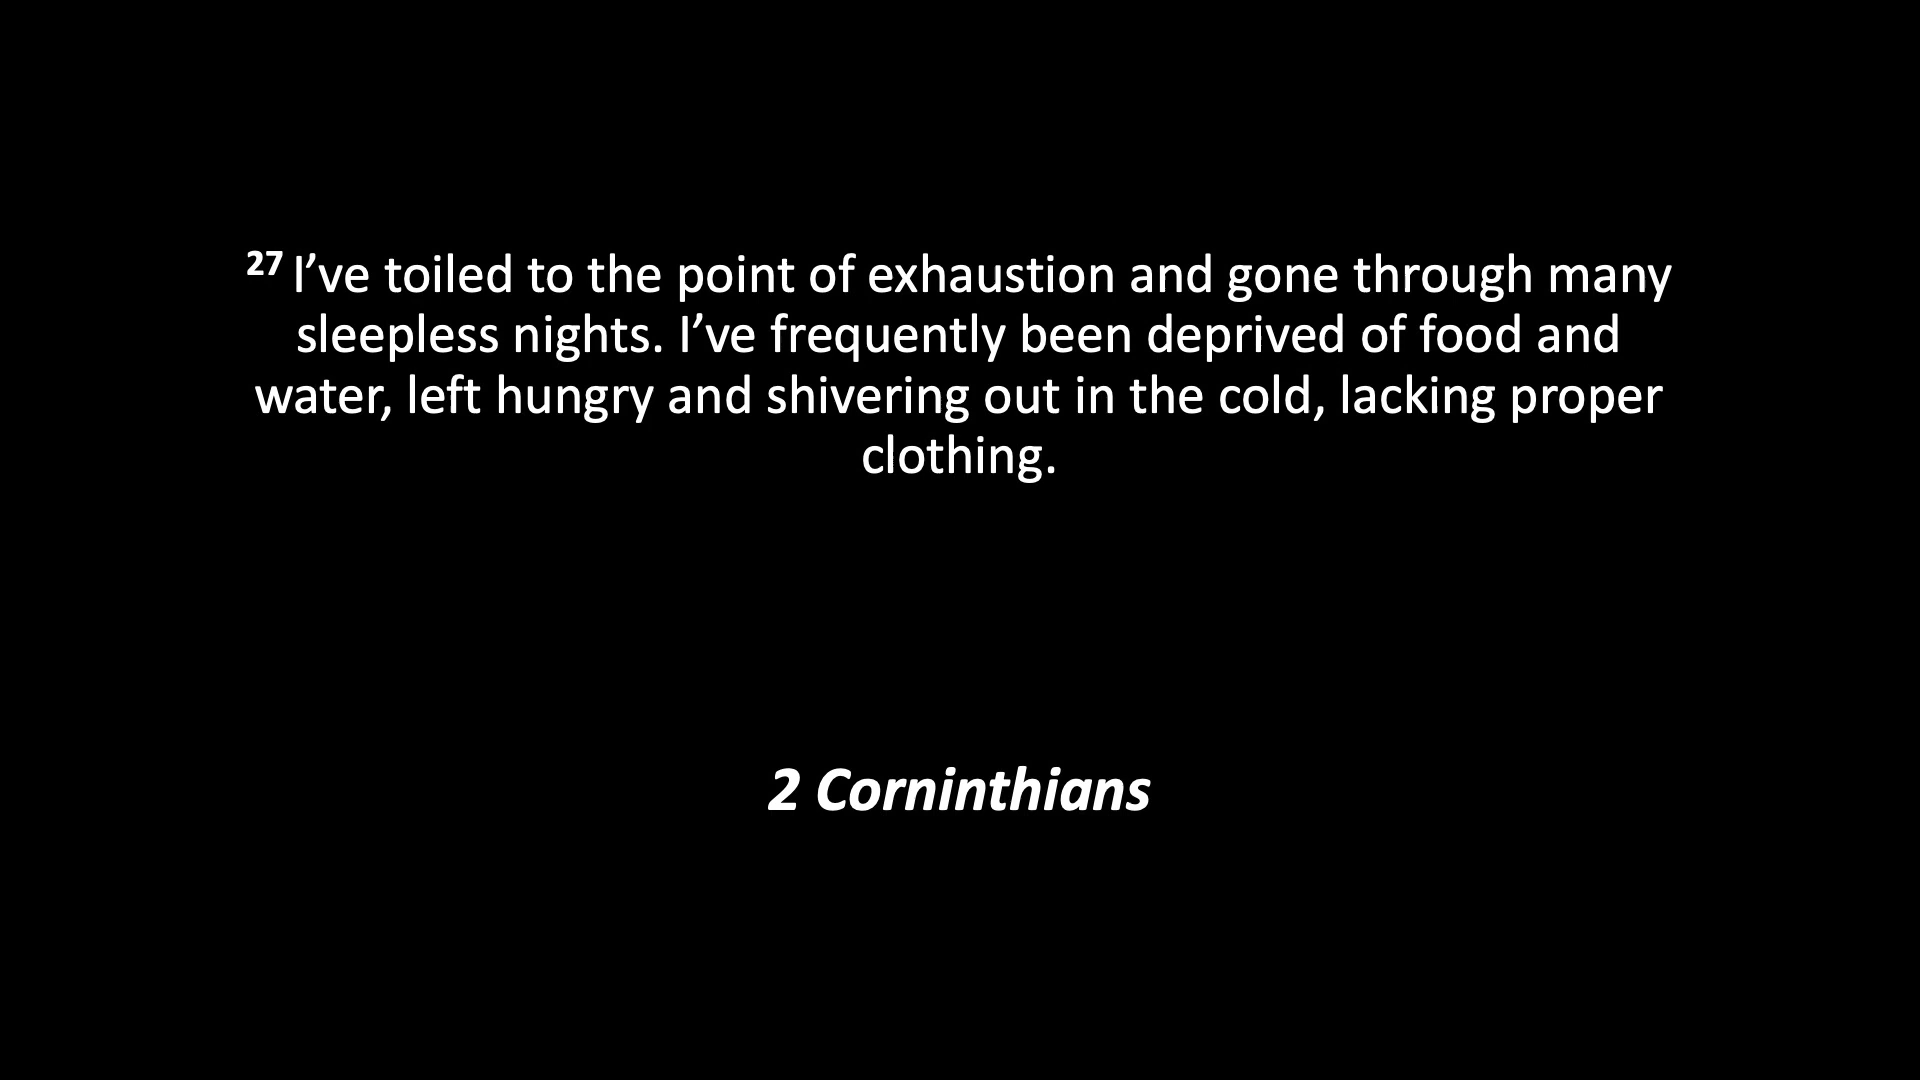 27 I’ve toiled to the point of exhaustion and gone through many
sleepless nights. I’ve frequently been deprived of food and
water, left hungry and shivering out in the cold, lacking proper
clothing.
2 Corninthians